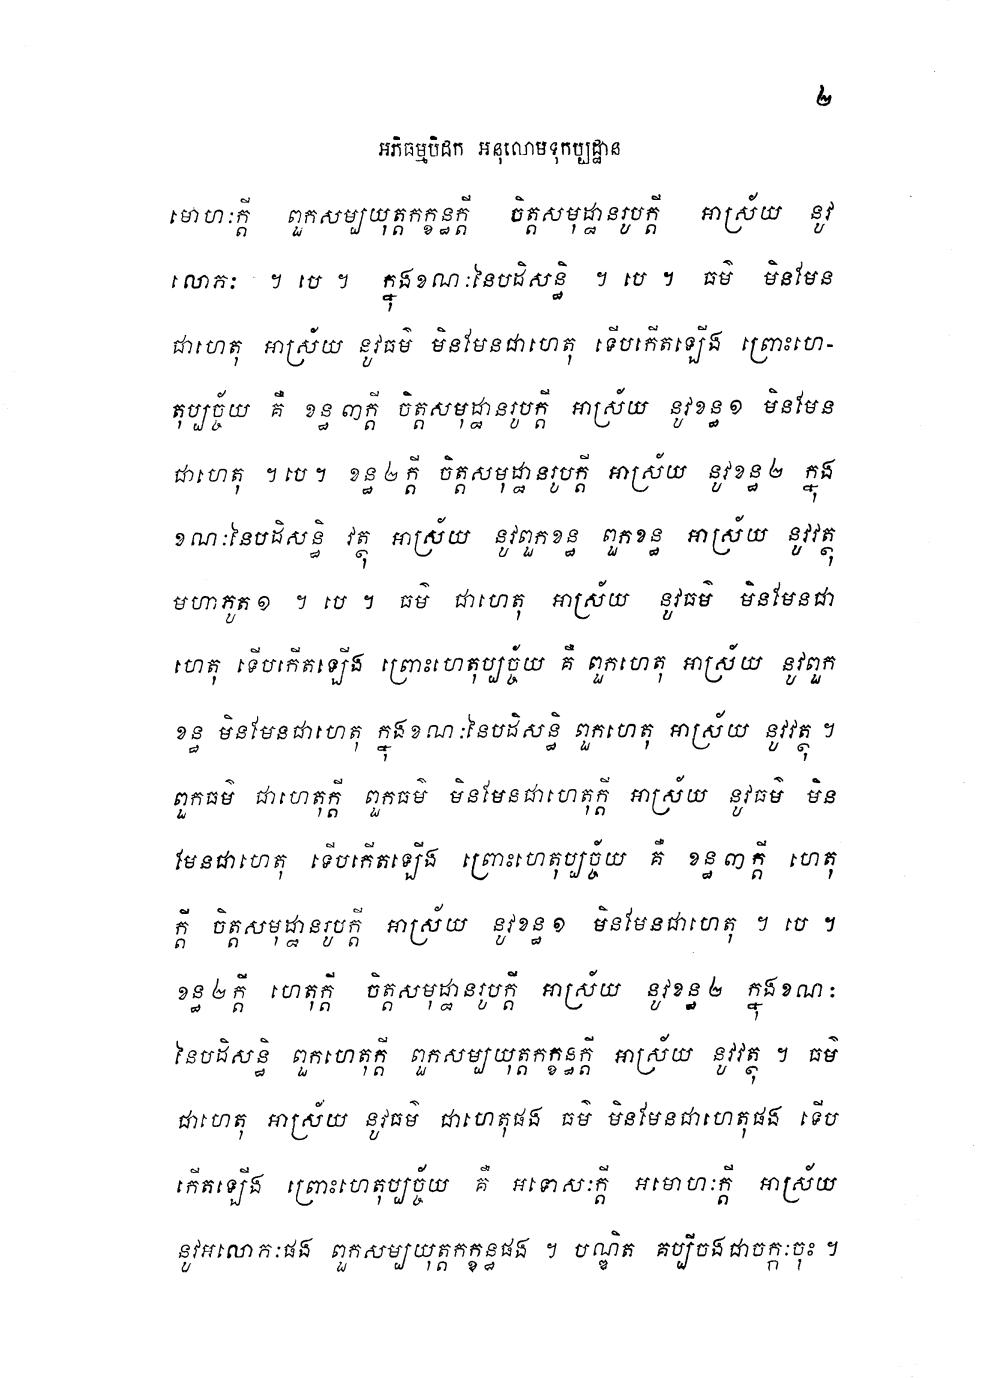 ២
អភិធម្មបិដក អនុលោមទុកប្បដ្ឋាន
មោហៈក្តី ពួកសម្បយុត្តកក្ខន្ធក្តី ចិត្តសមុដ្ឋានរូបក្តី អាស្រ័យ នូវ
លោភៈ ។ បេ ។ ក្នុងខណៈនៃបដិសន្ធិ ។ បេ ។ ធម៌ មិនមែន
ជាហេតុ អាស្រ័យ នូវធម៌ មិនមែនជាហេតុ ទើបកើតឡើង ព្រោះហេ-
តុប្បច្ច័យ គឺ ខន្ធ ៣ក្តី ចិត្តសមុដ្ឋានរូបក្តី អាស្រ័យ នូវខន្ធ ១ មិនមែន
ជាហេតុ ។ បេ ។ ខន្ធ ២ ក្តី ចិត្តសមុដ្ឋានរូបក្តី អាស្រ័យ នូវខន្ធ ២ ក្នុង
ខណៈនៃបដិសន្ធិ វត្ថុ អាស្រ័យ នូវពួកខន្ធ ពួកខន្ធ អាស្រ័យ នូវវត្ថុ
មហាភូត ១ ។ បេ ។ ធម៌ ជាហេតុ អាស្រ័យ នូវធម៌ មិនមែនជា
ហេតុ ទើបកើតឡើង ព្រោះហេតុប្បច្ច័យ គឺ ពួកហេតុ អាស្រ័យ នូវពួក
ខន្ធ មិនមែនជាហេតុ ក្នុងខណៈនៃបដិសន្ធិ ពួកហេតុ អាស្រ័យ នូវវត្ថុ ។
ពួកធម៌ ជាហេតុក្តី ពួកធម៌ មិនមែនជាហេតុក្តី អាស្រ័យ នូវធម៌ មិន
មែនជាហេតុ ទើបកើតឡើង ព្រោះហេតុប្បច្ច័យ គឺ ខន្ធ ៣ ក្តី ហេតុ
ក្តី ចិត្តសមុដ្ឋានរូបក្តី អាស្រ័យ នូវខន្ធ ១ មិនមែនជាហេតុ ។ បេ ។
ខន្ធ ២ ក្តី ហេតុក្តី ចិត្តសមុដ្ឋានរូបក្តី អាស្រ័យ នូវខន្ធ ២ ក្នុងខណៈ
នៃបដិសន្ធិ ពួកហេតុក្តី ពួកសម្បយុត្តកក្ខន្ធក្តី អាស្រ័យ នូវវត្ថុ ។ ធម៌
ជាហេតុ អាស្រ័យ នូវធម៌ ជាហេតុផង ធម៌ មិនមែនជាហេតុផង ទើប
កើតឡើង ព្រោះហេតុប្បច្ច័យ គឺ អទោសៈក្តី អមោហៈក្តី អាស្រ័យ
នូវអលោភៈផង ពួកសម្បយុត្តកក្ខន្ធផង ។ បណ្ឌិត គប្បីចងជាចក្កៈចុះ ។